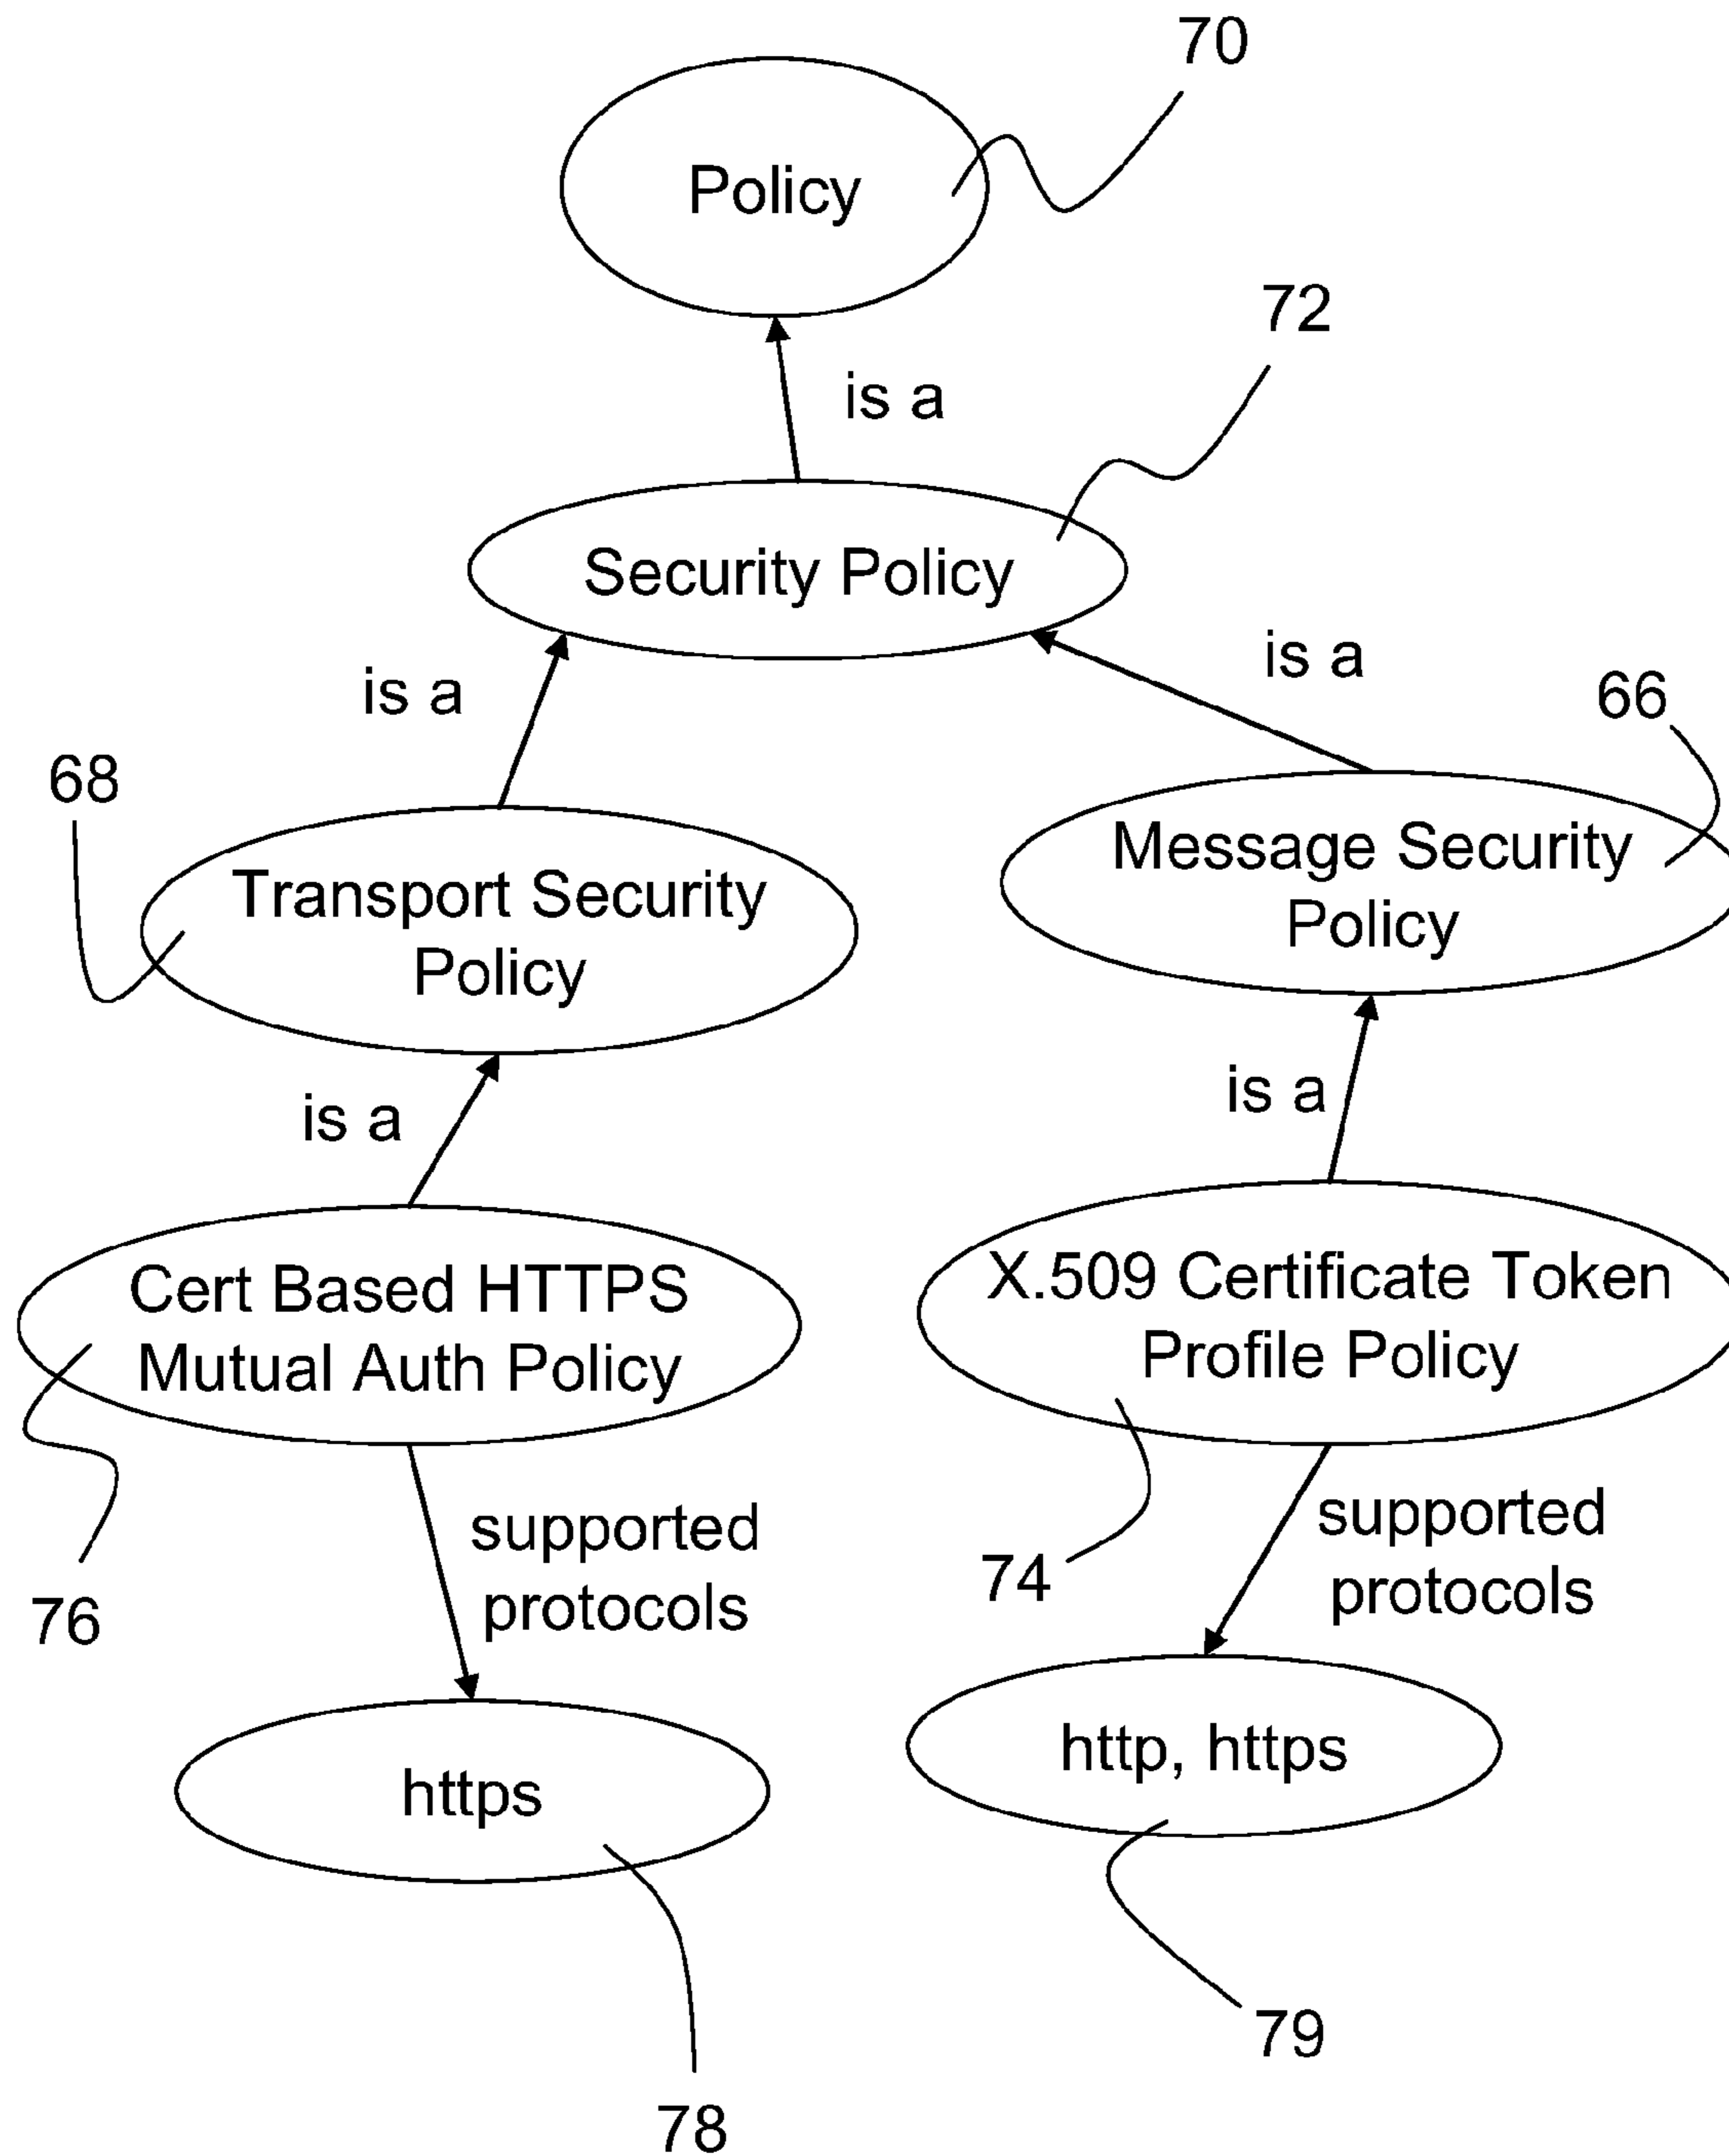 70
Policy
72
is a
Security Policy
is a
is a
66
68
Message Security
Policy
Transport Security
Policy
is a
is a
X.509 Certificate Token
Profile Policy
Cert Based HTTPS
Mutual Auth Policy
supported
protocols
supported
protocols
74
76
http, https
https
79
78